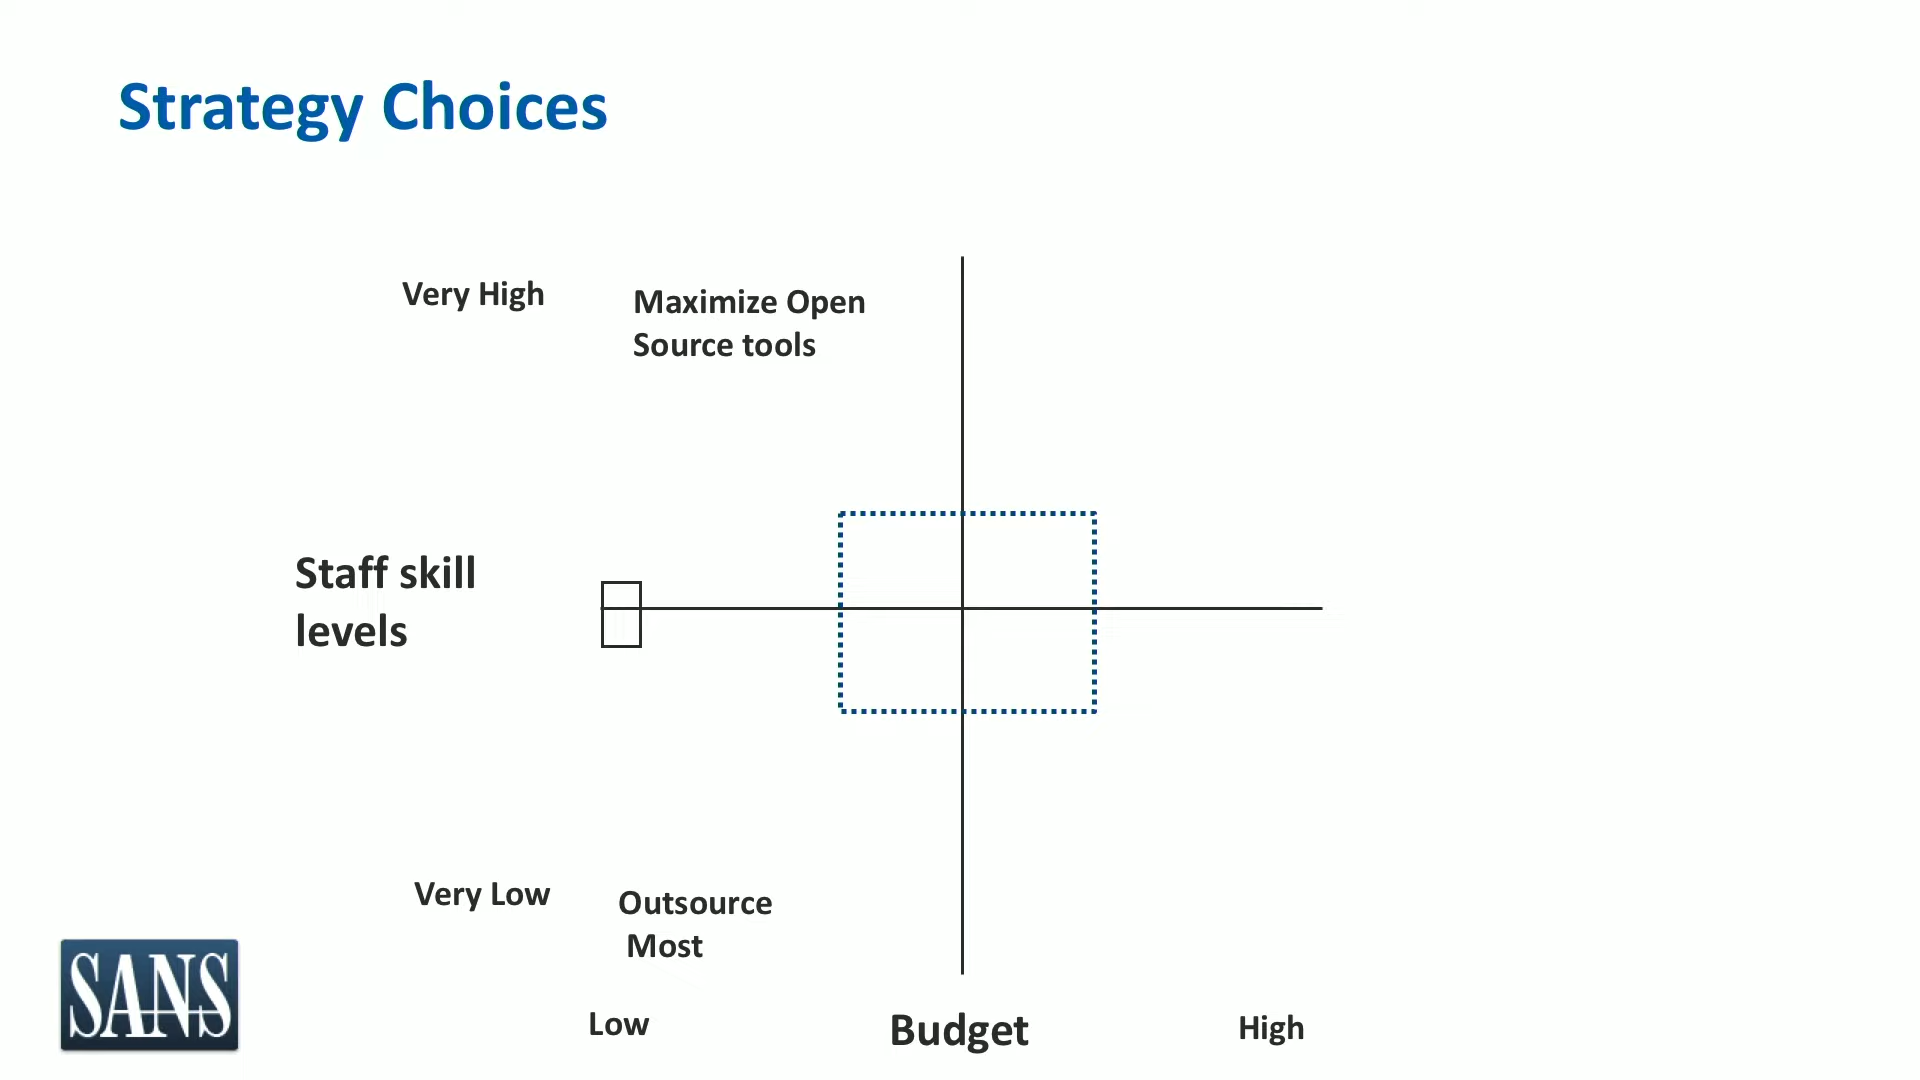 Strategy Choices
Very High
Maximize Open
Source tools
Staff skill
levels
Very Low
Outsource
Most
SANS
Low
Budget
High